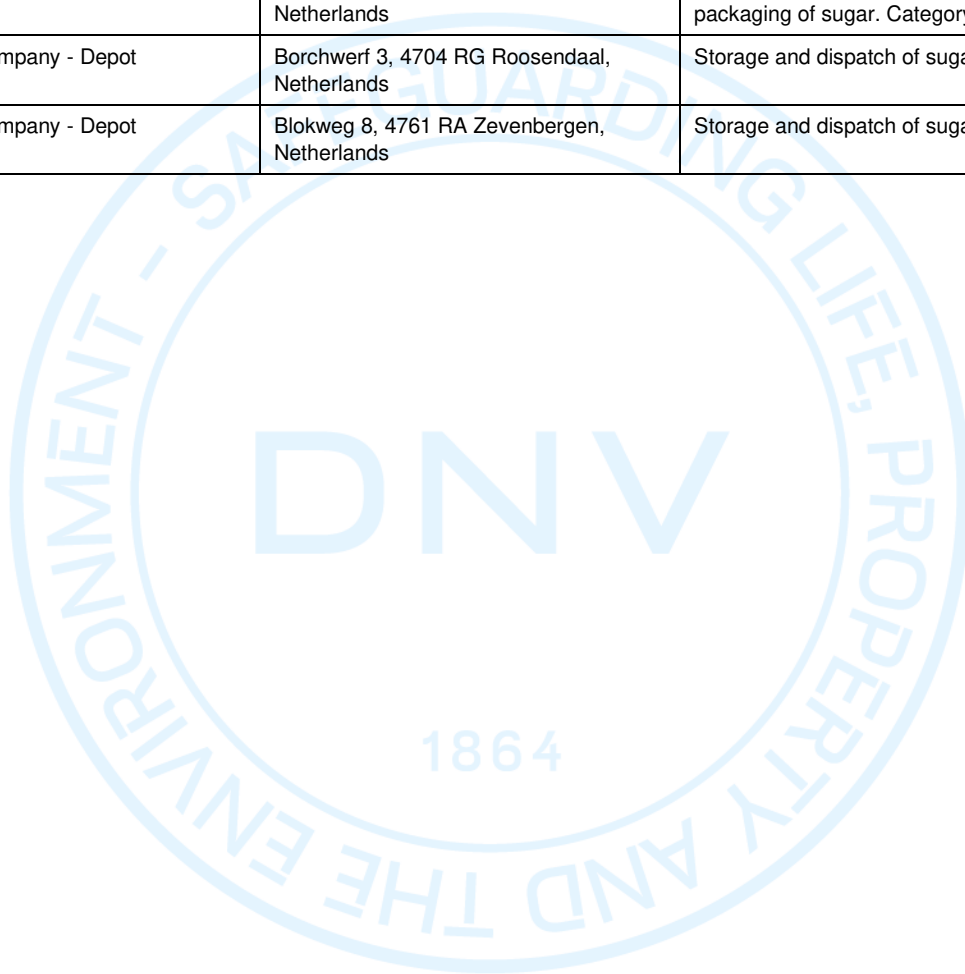 Netherlands
packaging of sugar. Category
mpany - Depot
Borchwerf 3, 4704 RG Roosendaal,
Netherlands
Storage and dispatch of suga
mpany - Depot
Blokweg 8, 4761 RA Zevenbergen,
Netherlands
Storage and dispatch of suga
SAFEGUARDING LIFE, PROPERTY AND THE ENVIRONMENT -
DNV
1864